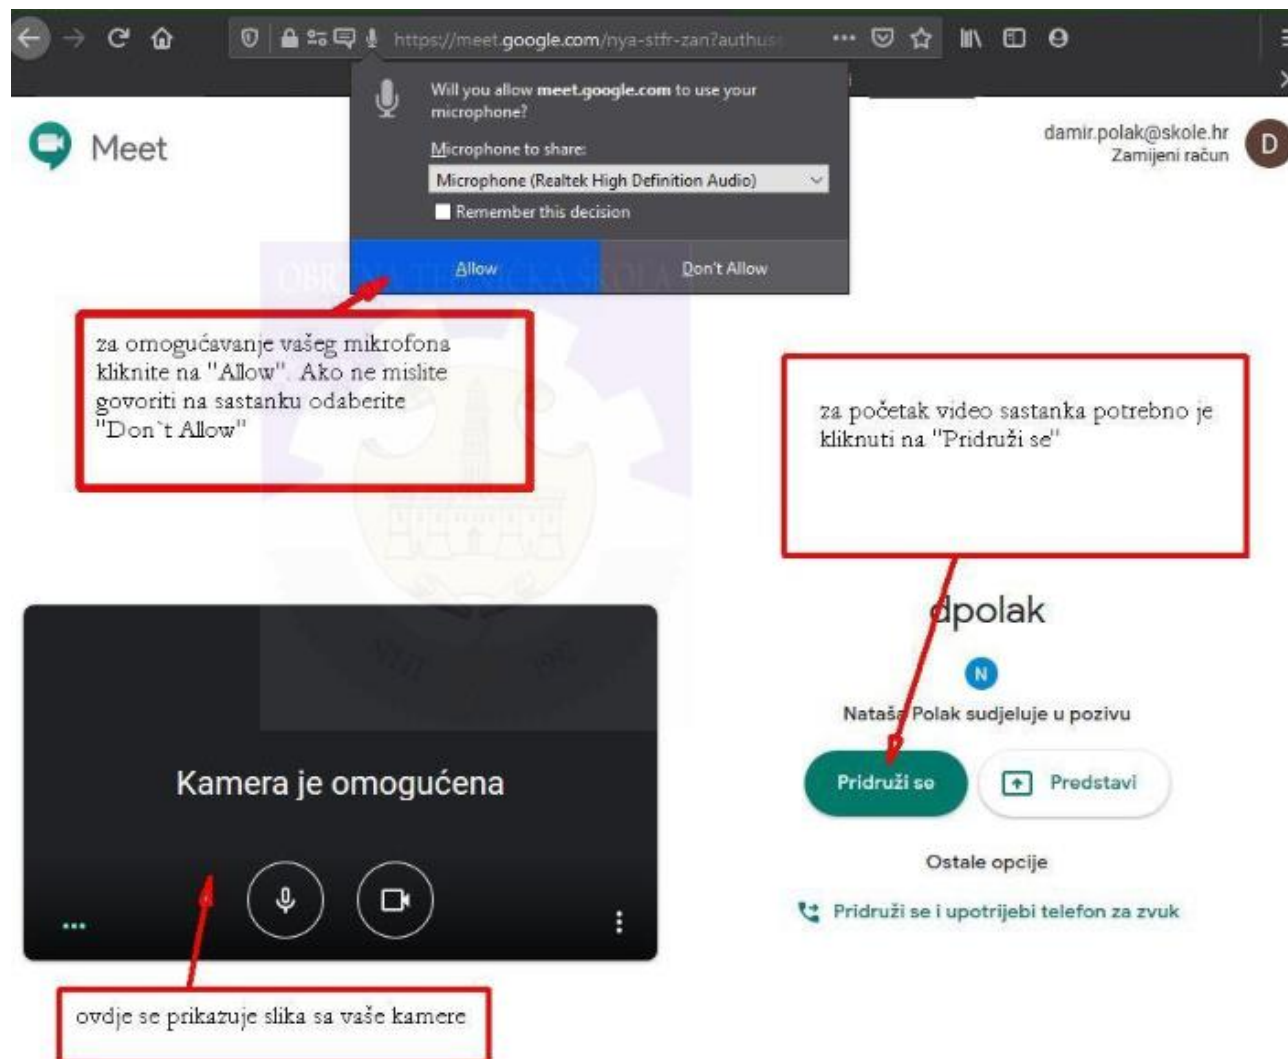 https://meet.google.com/nya-stfr-zan?authus
Will you allow meet.google.com to use your
microphone?
Microphone to share:
Microphone (Realtek High Definition Audio)
Remember this decision
Allow
Don't Allow
Meet
damir.polak@skole.hr
Zamijeni račun
D
OBRTNA TEHNIČKA ŠKOLA
za omogućavanje vašeg mikrofona
kliknite na "Allow". Ako ne mislite
govoriti na sastanku odaberite
"Don`t Allow"
za početak video sastanka potrebno je
kliknuti na "Pridruži se"
dpolak
N
Nataša Polak sudjeluje u pozivu
Pridruži se
Predstavi
Ostale opcije
Pridruži se i upotrijebi telefon za zvuk
Kamera je omogućena
ovdje se prikazuje slika sa vaše kamere